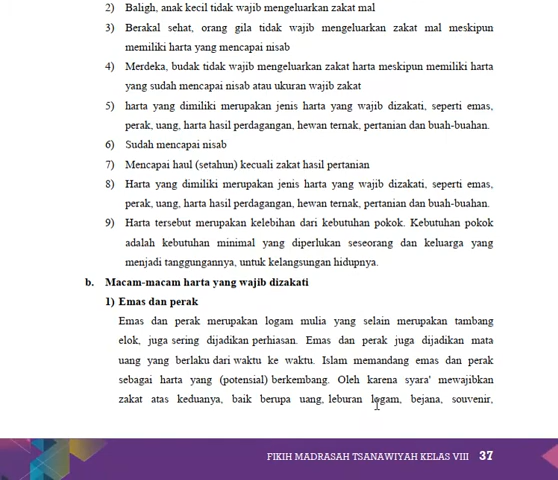 2) Baligh, anak kecil tidak wajib mengeluarkan zakat mal
3) Berakal sehat, orang gila tidak wajib mengeluarkan zakat mal meskipun
memiliki harta yang mencapai nisab
4) Merdeka, budak tidak wajib mengeluarkan zakat harta meskipun memiliki harta
yang sudah mencapai nisab atau ukuran wajib zakat
5) harta yang dimiliki merupakan jenis harta yang wajib dizakati, seperti emas,
perak, uang, harta hasil perdagangan, hewan ternak, pertanian dan buah-buahan.
6) Sudah mencapai nisab
7) Mencapai haul (setahun) kecuali zakat hasil pertanian
8) Harta yang dimiliki merupakan jenis harta yang wajib dizakati, seperti emas,
perak, uang, harta hasil perdagangan, hewan ternak, pertanian dan buah-buahan.
9) Harta tersebut merupakan kelebihan dari kebutuhan pokok. Kebutuhan pokok
adalah kebutuhan minimal yang diperlukan seseorang dan keluarga yang
menjadi tanggungannya, untuk kelangsungan hidupnya.
b. Macam-macam harta yang wajib dizakati
1) Emas dan perak
Emas dan perak merupakan logam mulia yang selain merupakan tambang
elok, juga sering dijadikan perhiasan. Emas dan perak juga dijadikan mata
uang yang berlaku dari waktu ke waktu. Islam memandang emas dan perak
sebagai harta yang (potensial) berkembang. Oleh karena syara' mewajibkan
zakat atas keduanya, baik berupa uang, leburan logam, bejana, souvenir,
FIKIH MADRASAH TSANAWIYAH KELAS VIII 37